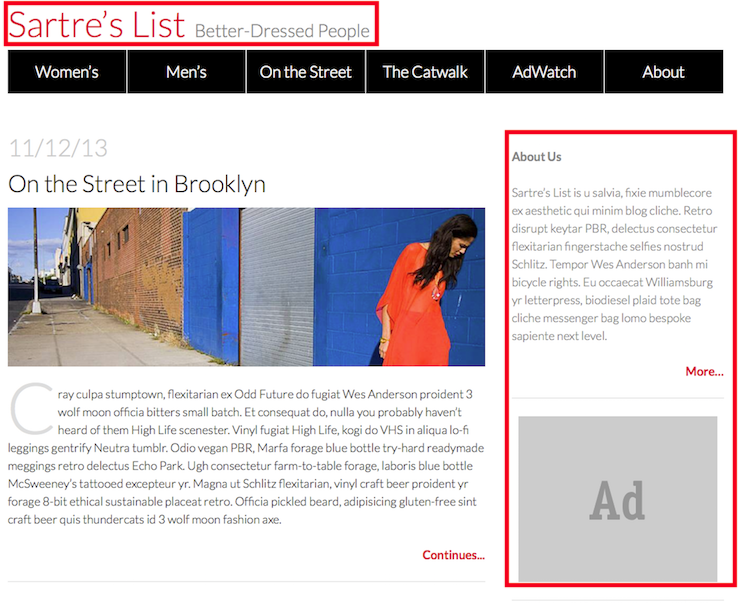 Sartre's List Better-Dressed People
Women's Men's On the Street The Catwalk AdWatch About
11/12/13
On the Street in Brooklyn
Cray culpa stumptown, flexitarian ex Odd Future do fugiat Wes Anderson proident 3
wolf moon officia bitters small batch. Et consequat do, nulla you probably haven't
heard of them High Life scenester. Vinyl fugiat High Life, kogi do VHS in aliqua lo-fi
leggings gentrify Neutra tumblr. Odio vegan PBR, Marfa forage blue bottle try-hard readymade
meggings retro delectus Echo Park. Ugh consectetur farm-to-table forage, laboris blue bottle
McSweeney's tattooed excepteur yr. Magna ut Schlitz flexitarian, vinyl craft beer proident yr
forage 8-bit ethical sustainable placeat retro. Officia pickled beard, adipisicing gluten-free sint
craft beer quis thundercats id 3 wolf moon fashion axe.
Continues...
About Us
Sartre's List is u salvia, fixie mumblecore
ex aesthetic qui minim blog cliche. Retro
disrupt keytar PBR, delectus consectetur
flexitarian fingerstache selfies nostrud
Schlitz. Tempor Wes Anderson banh mi
bicycle rights. Eu occaecat Williamsburg
yr letterpress, biodiesel plaid tote bag
cliche messenger bag lomo bespoke
sapiente next level.
More...
Ad